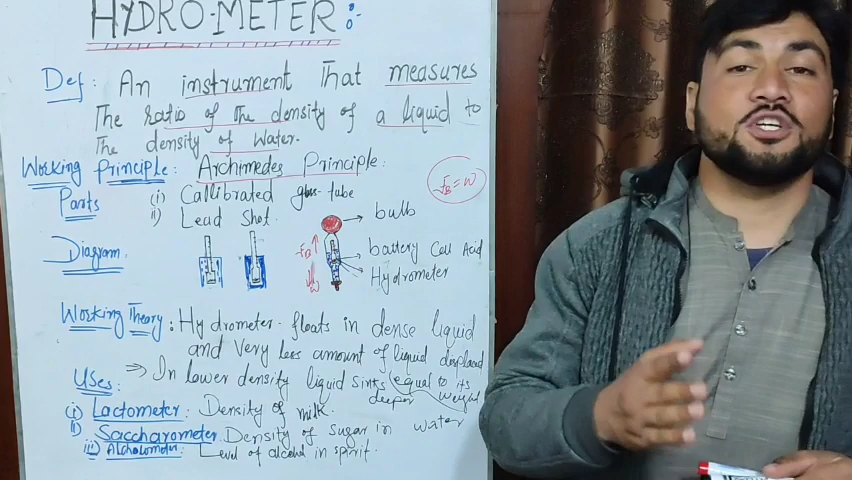 HYDRO-METER :-
Def: An instrument That measures
The Ratio of The density of a liquid to
The density of Water.
Working Principle: Archimedes Principle:
Parts (i) Callibrated glass tube
FB = W
ii) Lead Shot.
bulb
Diagram.
FB
W
battery Cell Acid
Hydrometer
Working Theory: Hydrometer floats in dense liquid
and Very Less amount of liquid displaced
⇒ In lower density liquid sinks (equal to its
deeper weight
Uses:
(i) Lactometer: Density of milk.
ii) Saccharometer. Density of sugar in water
iii) Alcholometer: Level of alcohol in spirit.